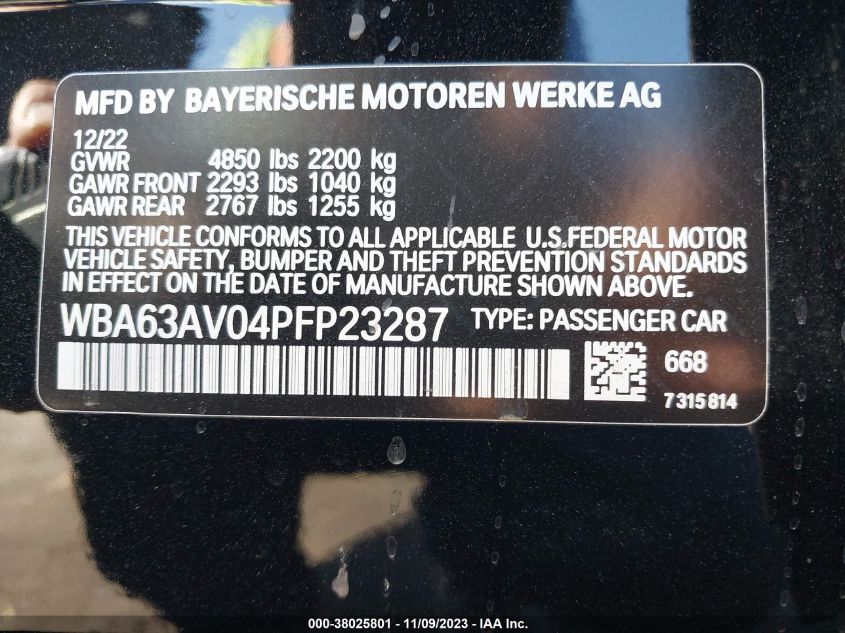 MFD BY BAYERISCHE MOTOREN WERKE AG
12/22
GVWR 4850 lbs 2200 kg
GAWR FRONT 2293 lbs 1040 kg
GAWR REAR 2767 lbs 1255 kg
THIS VEHICLE CONFORMS TO ALL APPLICABLE U.S.FEDERAL MOTOR
VEHICLE SAFETY, BUMPER AND THEFT PREVENTION STANDARDS
IN EFFECT ON THE DATE OF MANUFACTURE SHOWN ABOVE.
WBA63AV04PFP23287 TYPE: PASSENGER CAR
668
7 315 814
000-38025801 - 11/09/2023 - IAA Inc.